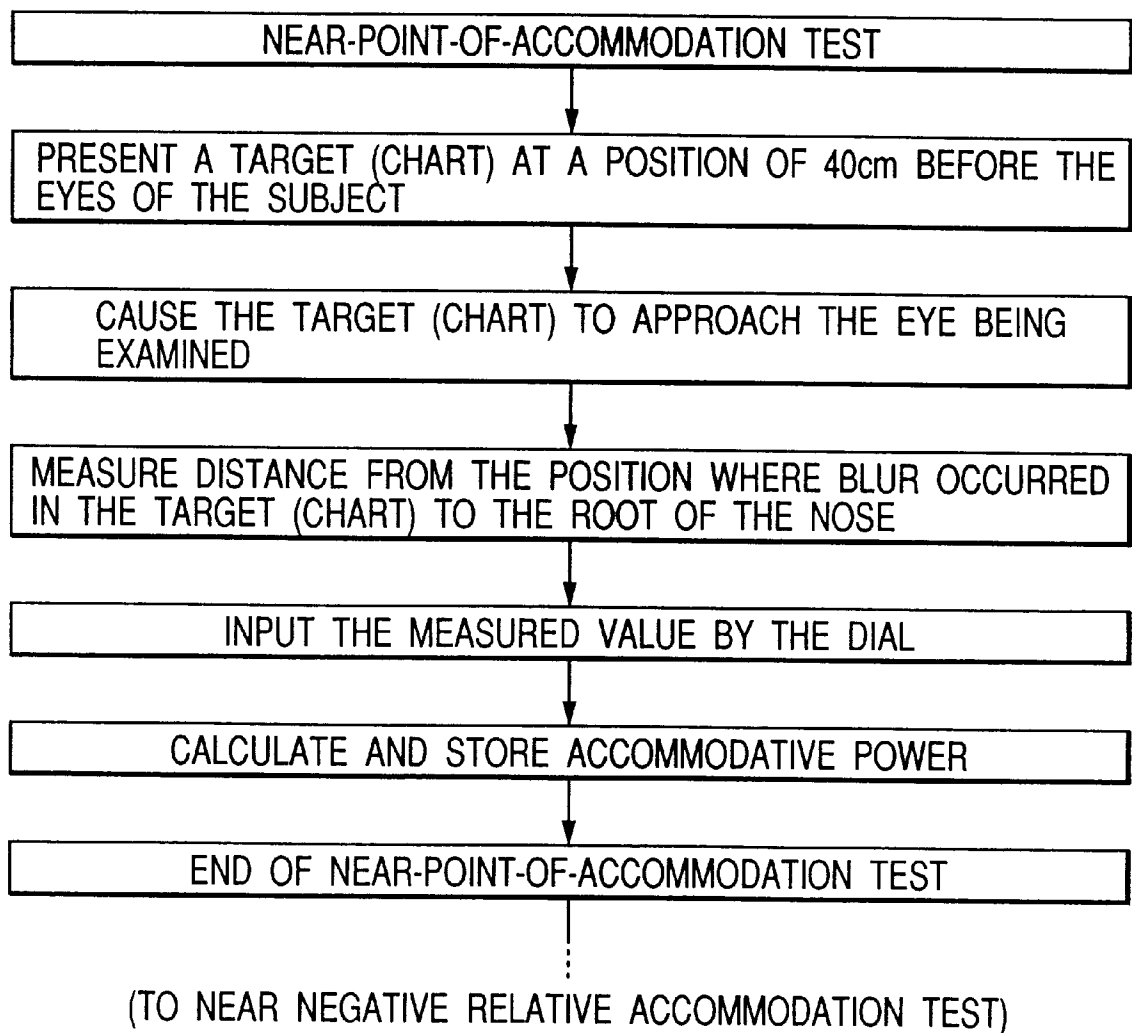 NEAR-POINT-OF-ACCOMMODATION TEST
PRESENT A TARGET (CHART) AT A POSITION OF 40cm BEFORE THE
EYES OF THE SUBJECT
CAUSE THE TARGET (CHART) TO APPROACH THE EYE BEING
EXAMINED
MEASURE DISTANCE FROM THE POSITION WHERE BLUR OCCURRED
IN THE TARGET (CHART) TO THE ROOT OF THE NOSE
INPUT THE MEASURED VALUE BY THE DIAL
CALCULATE AND STORE ACCOMMODATIVE POWER
END OF NEAR-POINT-OF-ACCOMMODATION TEST
(TO NEAR NEGATIVE RELATIVE ACCOMMODATION TEST)